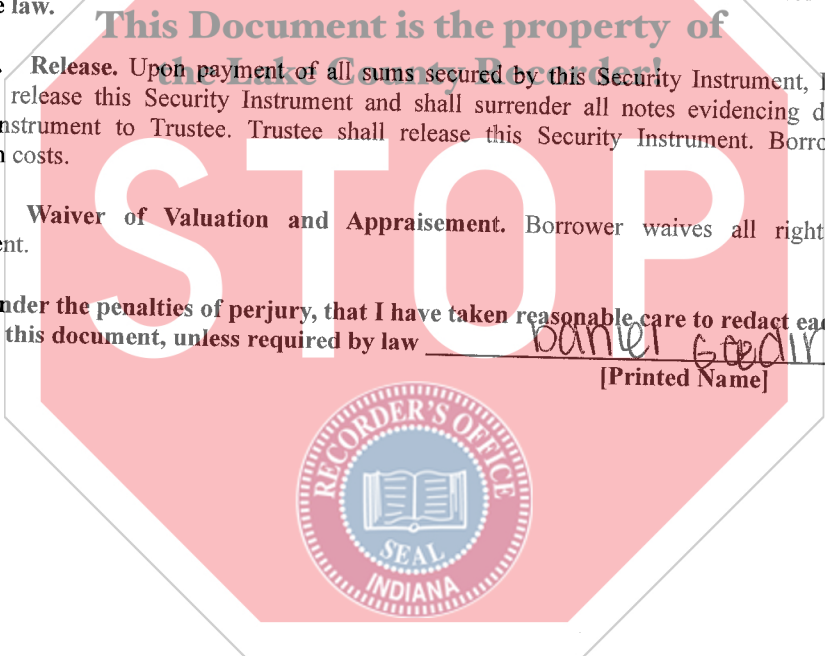 e law.
This Document is the property of
the Lake County Recorder!
. Release. Upon payment of all sums secured by this Security Instrument,
release this Security Instrument and shall surrender all notes evidencing d
nstrument to Trustee. Trustee shall release this Security Instrument. Borro
costs.
Waiver of Valuation and Appraisement. Borrower waives all right
ent.
nder the penalties of perjury, that I have taken reasonable care to redact eac
this document, unless required by law Daniel
[Printed Name]
STOP
RECORDER'S OFFICE
SEAL
INDIANA